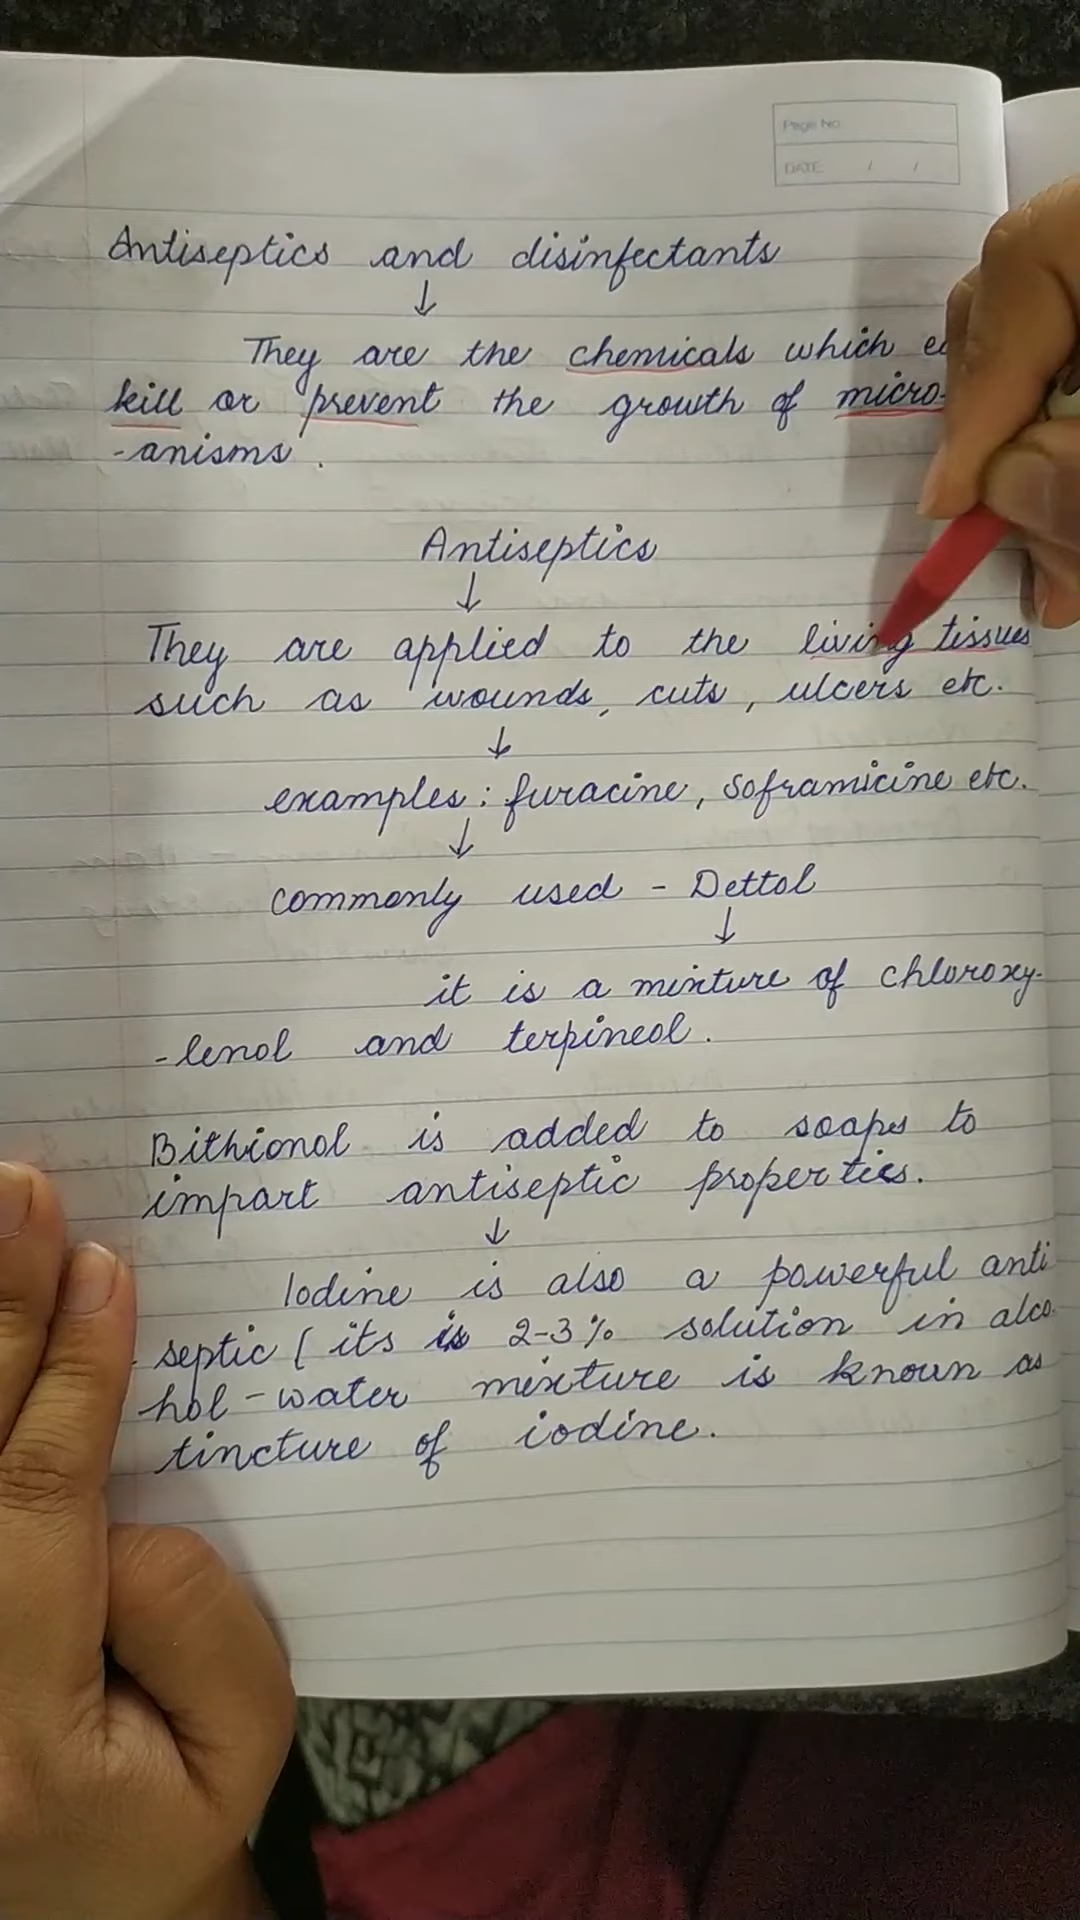 Page No.
DATE / /
Antiseptics and disinfectants
↓
They are the chemicals which
kill or prevent the growth of micro-
-anisms.
Antiseptics
↓
They are applied to the living tissues
such as wounds, cuts, ulcers etc.
↓
examples: furacine, soframicine etc.
↓
commonly used - Dettol
↓
it is a mixture of chloroxy-
-lenol and terpineol.
Bithionol is added to soaps to
impart antiseptic properties.
↓
Iodine is also a powerful anti
-septic ( its is 2-3% solution in alco-
hol-water mixture is known as
tincture of iodine.